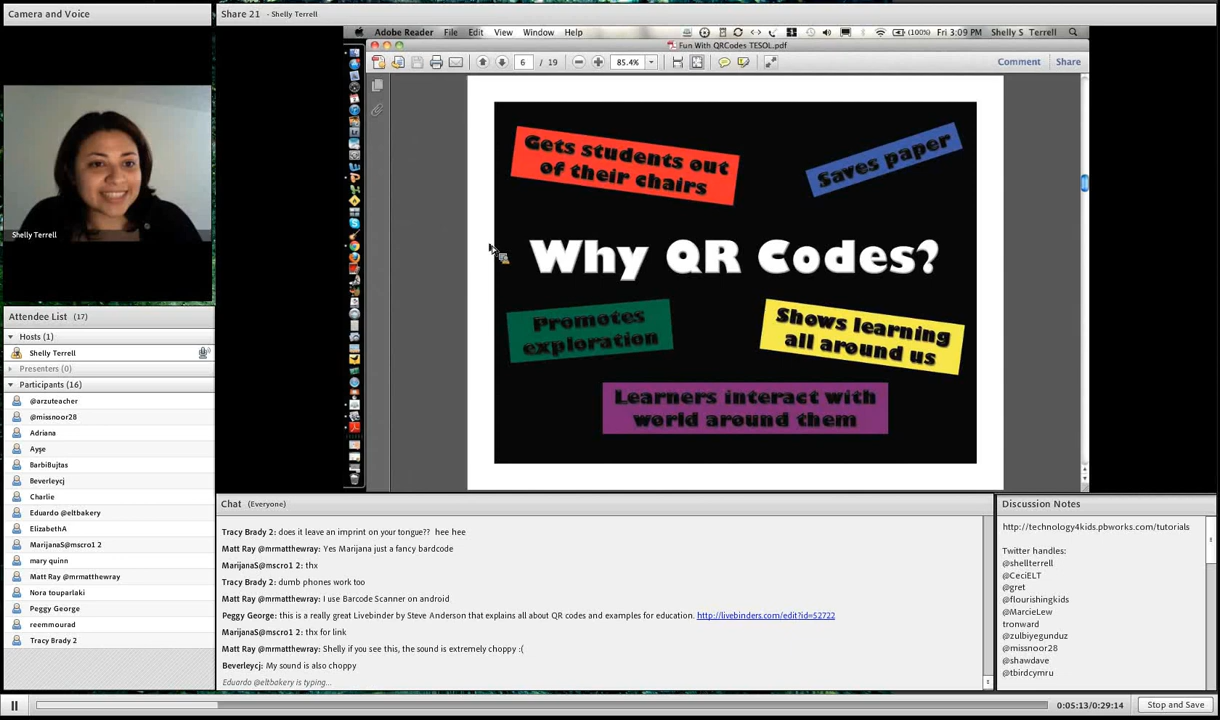 Camera and Voice
Shelly Terrell
Attendee List (17)
Hosts (1)
Shelly Terrell
Presenters (0)
Participants (16)
@arzuteacher
@missnoor28
Adriana
Ayşe
BarbiBujtas
Beverleycj
Charlie
Eduardo @eltbakery
ElizabethA
MarijanaS@mscro1 2
mary quinn
Matt Ray @mrmatthewray
Nora touparlaki
Peggy George
reemmourad
Tracy Brady 2
Share 21 - Shelly Terrell
Adobe Reader File Edit View Window Help (100%) Fri 3:09 PM Shelly S Terrell
Fun With QRCodes TESOL.pdf
6 / 19 85.4% Comment Share
Gets students out
of their chairs
Saves paper
Why QR Codes?
Promotes
exploration
Shows learning
all around us
Learners interact with
world around them
Chat (Everyone)
Tracy Brady 2: does it leave an imprint on your tongue?? hee hee
Matt Ray @mrmatthewray: Yes Marijana just a fancy bardcode
MarijanaS@mscro1 2: thx
Tracy Brady 2: dumb phones work too
Matt Ray @mrmatthewray: I use Barcode Scanner on android
Peggy George: this is a really great Livebinder by Steve Anderson that explains all about QR codes and examples for education. http://livebinders.com/edit?id=52722
MarijanaS@mscro1 2: thx for link
Matt Ray @mrmatthewray: Shelly if you see this, the sound is extremely choppy :(
Beverleycj: My sound is also choppy
Eduardo @eltbakery is typing...
Discussion Notes
http://technology4kids.pbworks.com/tutorials
Twitter handles:
@shellterrell
@CeciELT
@gret
@flourishingkids
@MarcieLew
tronward
@zulbiyegunduz
@missnoor28
@shawdave
@tbirdcymru
0:05:13/0:29:14 Stop and Save